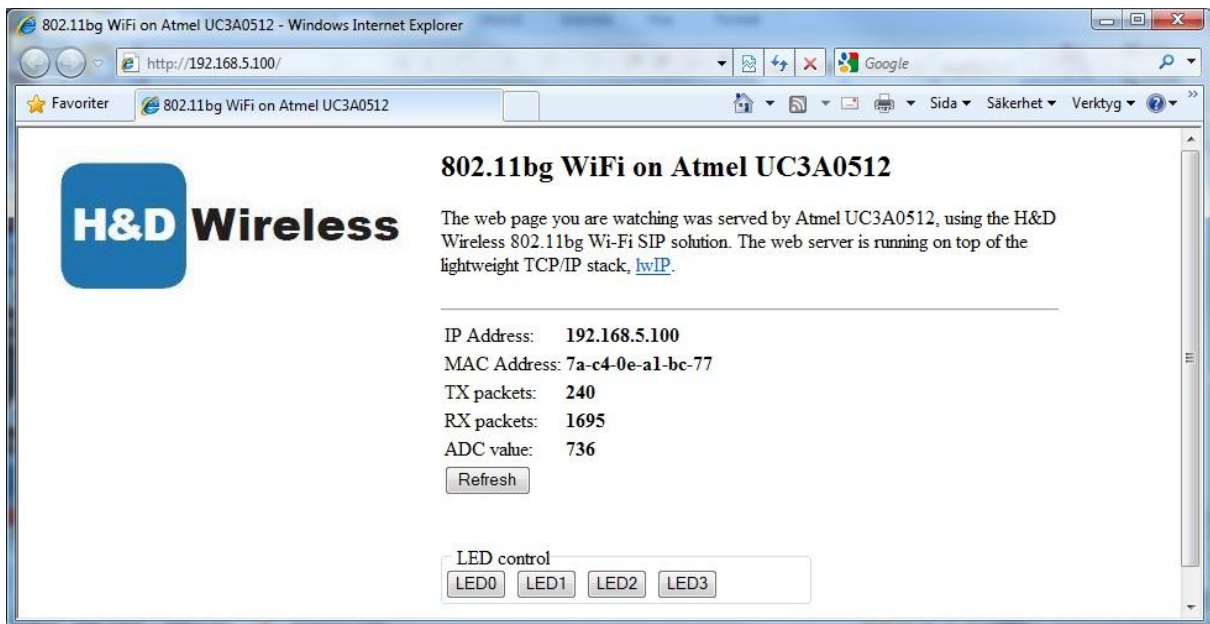 802.11bg WiFi on Atmel UC3A0512 - Windows Internet Explorer
http://192.168.5.100/
Google
Favoriter
802.11bg WiFi on Atmel UC3A0512
Sida
Säkerhet
Verktyg
H&D Wireless
802.11bg WiFi on Atmel UC3A0512
The web page you are watching was served by Atmel UC3A0512, using the H&D
Wireless 802.11bg Wi-Fi SIP solution. The web server is running on top of the
lightweight TCP/IP stack, lwIP.
IP Address: 192.168.5.100
MAC Address: 7a-c4-0e-a1-bc-77
TX packets: 240
RX packets: 1695
ADC value: 736
Refresh
LED control
LED0 LED1 LED2 LED3